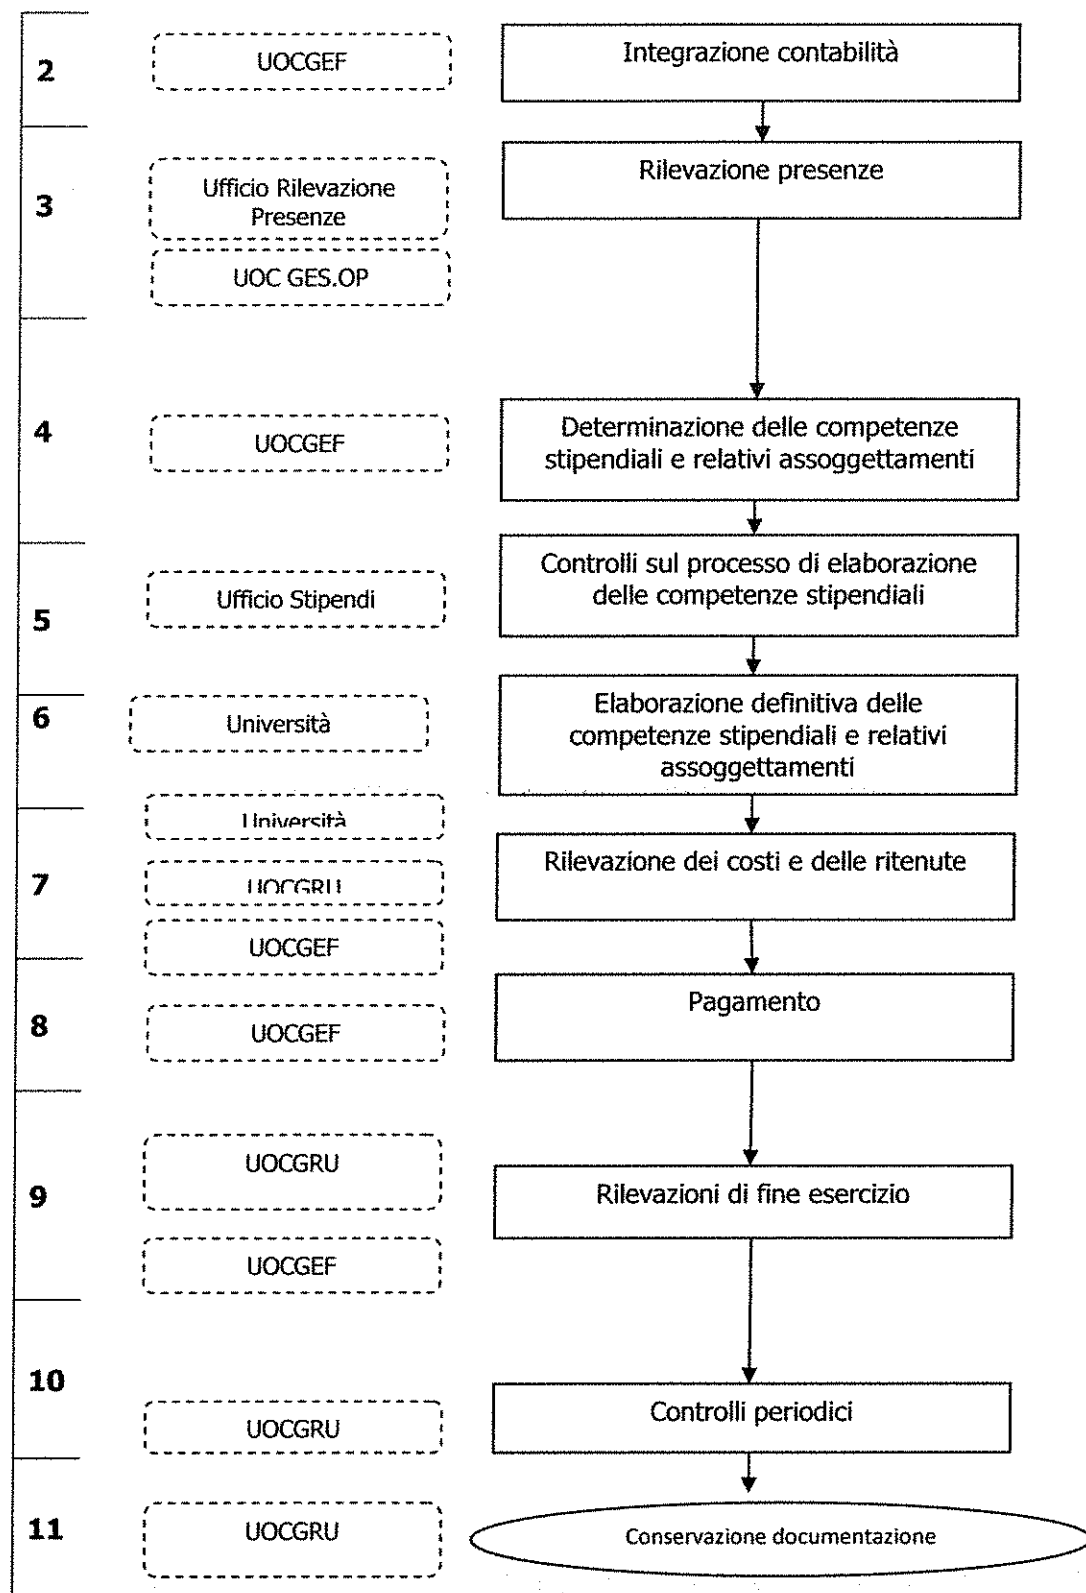 2
UOCGEF
Integrazione contabilità
3
Ufficio Rilevazione
Presenze
UOC GES.OP
Rilevazione presenze
4
UOCGEF
Determinazione delle competenze
stipendiali e relativi assoggettamenti
5
Ufficio Stipendi
Controlli sul processo di elaborazione
delle competenze stipendiali
6
Università
Elaborazione definitiva delle
competenze stipendiali e relativi
assoggettamenti
7
Università
UOCGRU
UOCGEF
Rilevazione dei costi e delle ritenute
8
UOCGEF
Pagamento
9
UOCGRU
UOCGEF
Rilevazioni di fine esercizio
10
UOCGRU
Controlli periodici
11
UOCGRU
Conservazione documentazione